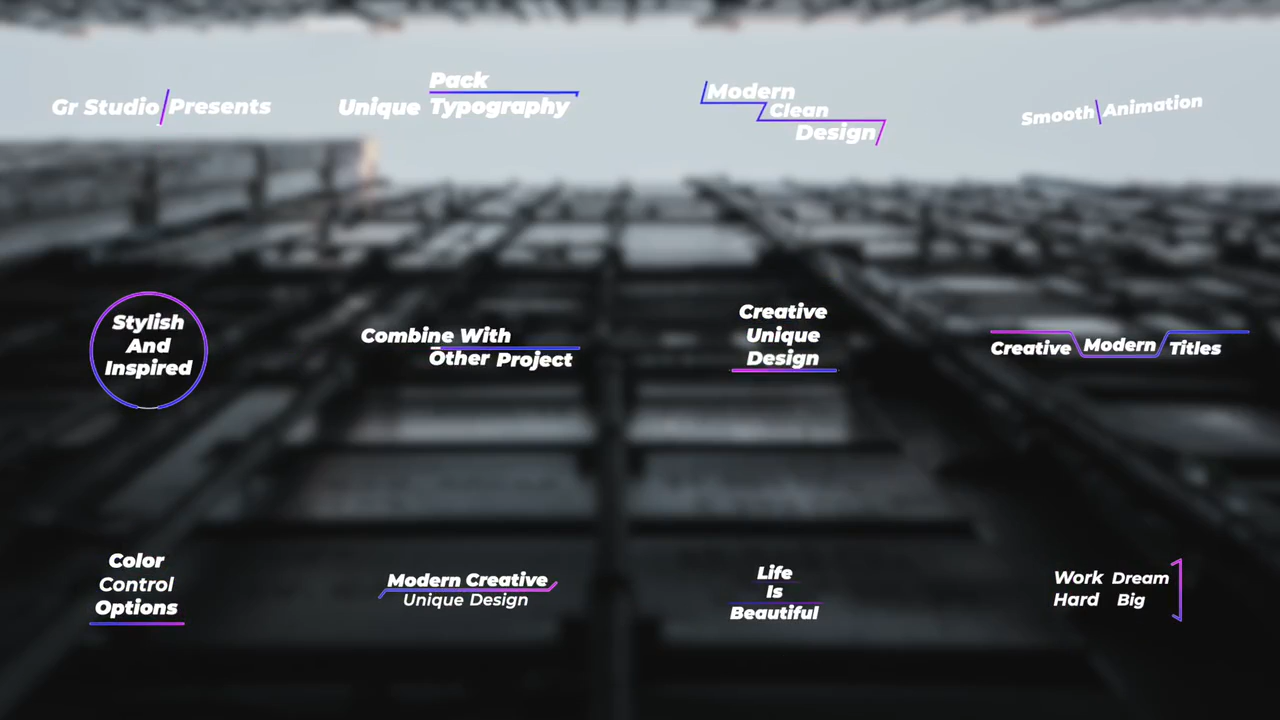 Gr Studio Presents
Pack
Unique Typography
Modern
Clean
Design
Smooth Animation
Stylish
And
Inspired
Combine With
Other Project
Creative
Unique
Design
Creative Modern Titles
Color
Control
Options
Modern Creative
Unique Design
Life
Is
Beautiful
Work Dream
Hard Big